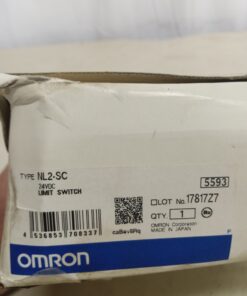 TYPE NL2-SC
24VDC
LIMIT SWITCH
5593
LOT No. 17817Z7
QTY 1
OMRON Corporation
MADE IN JAPAN
4 536853 708337
OMRON